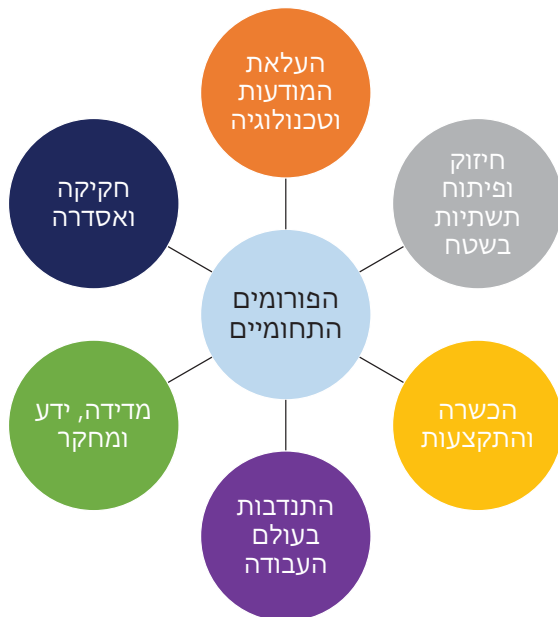 העלאת
המודעות
וטכנולוגיה
חיזוק
ופיתוח
תשתיות
בשטח
חקיקה
ואסדרה
הפורומים
התחומיים
הכשרה
והתקצעות
מדידה, ידע
ומחקר
התנדבות
בעולם
העבודה